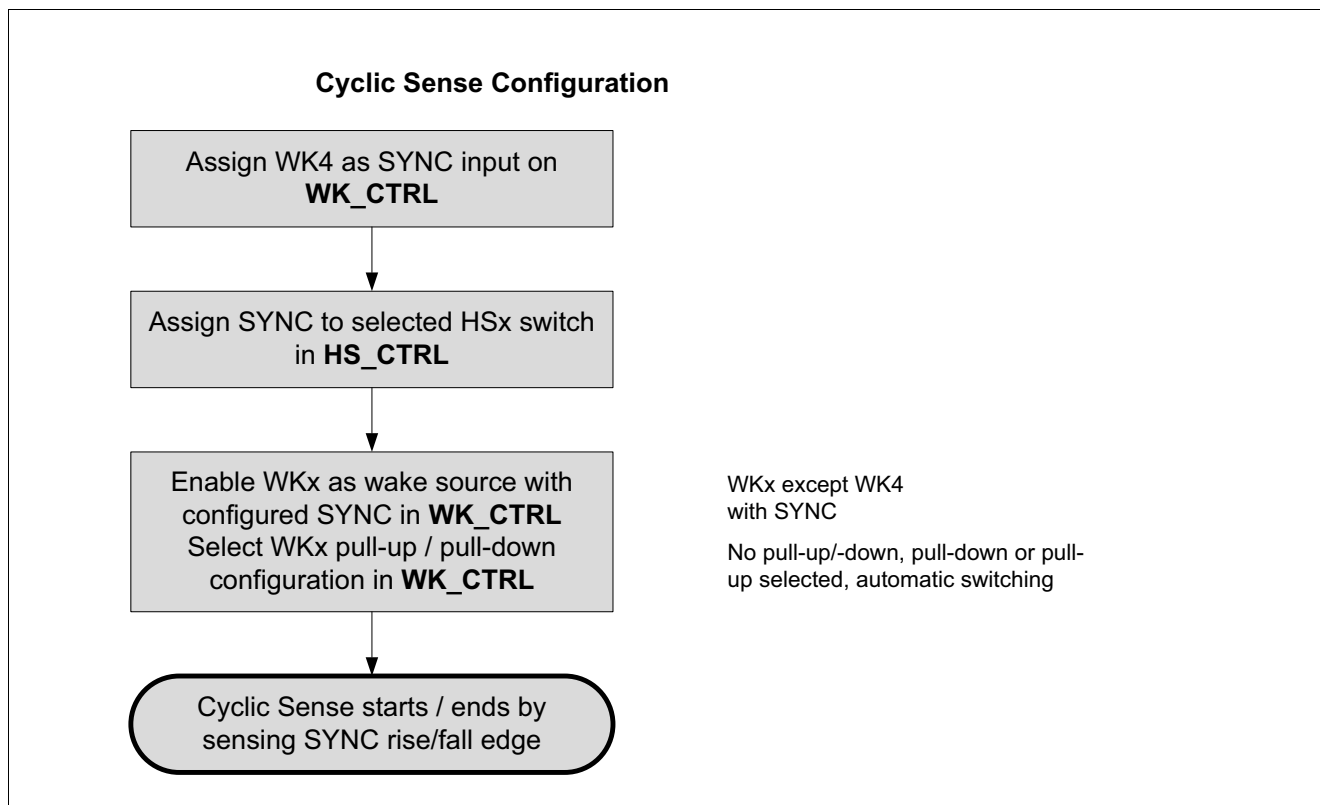 Cyclic Sense Configuration
Assign WK4 as SYNC input on
WK_CTRL
Assign SYNC to selected HSx switch
in HS_CTRL
Enable WKx as wake source with
configured SYNC in WK_CTRL
Select WKx pull-up / pull-down
configuration in WK_CTRL
WKx except WK4
with SYNC
No pull-up/-down, pull-down or pull-
up selected, automatic switching
Cyclic Sense starts / ends by
sensing SYNC rise/fall edge